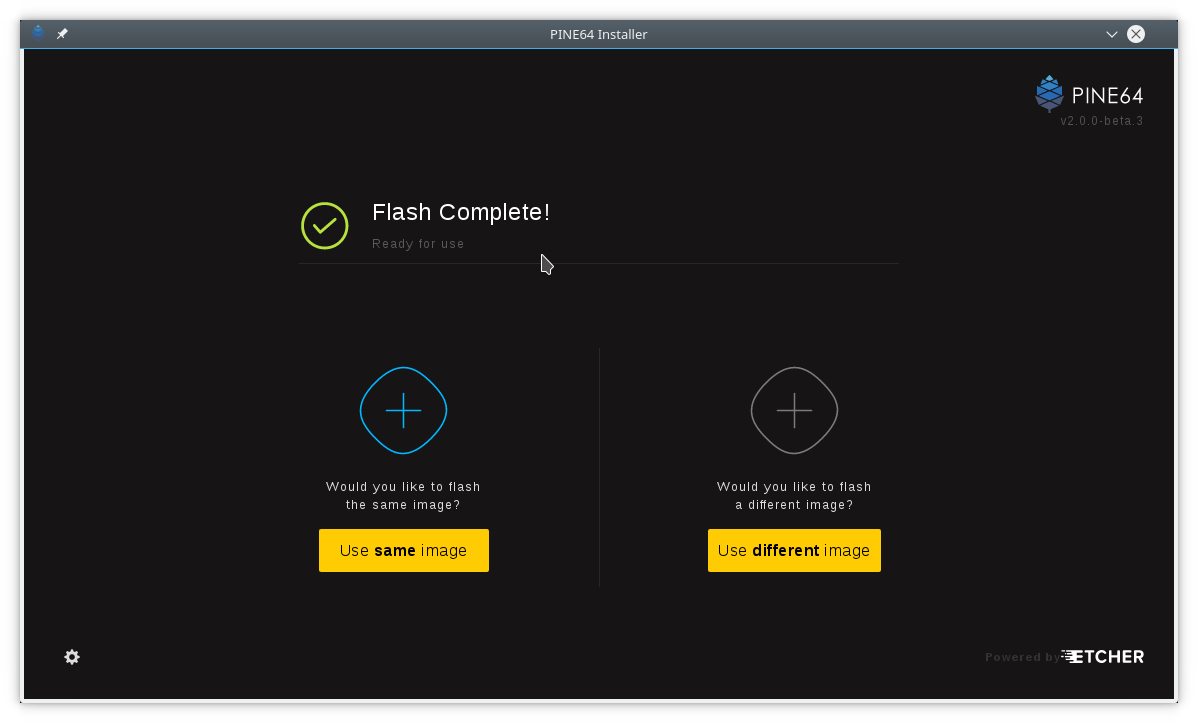 PINE64 Installer
PINE64
v2.0.0-beta.3
Flash Complete!
Ready for use
Would you like to flash
the same image?
Use same image
Would you like to flash
a different image?
Use different image
Powered by ETCHER